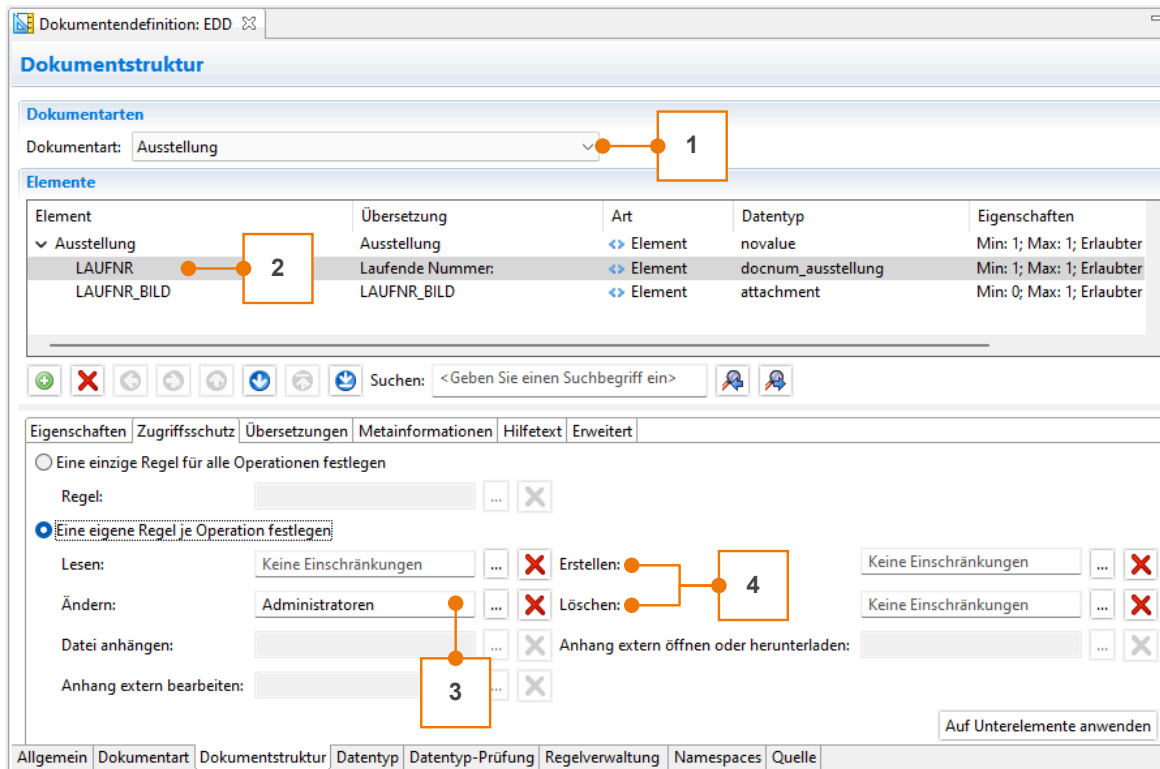 Dokumentendefinition: EDD
Dokumentstruktur
Dokumentarten
Dokumentart: Ausstellung
1
Elemente
Element Übersetzung Art Datentyp Eigenschaften
Ausstellung Ausstellung Element novalue Min: 1; Max: 1; Erlaubter
LAUFNR 2 Laufende Nummer: Element docnum_ausstellung Min: 1; Max: 1; Erlaubter
LAUFNR_BILD LAUFNR_BILD Element attachment Min: 0; Max: 1; Erlaubter
Suchen: <Geben Sie einen Suchbegriff ein>
Eigenschaften Zugriffsschutz Übersetzungen Metainformationen Hilfetext Erweitert
Eine einzige Regel für alle Operationen festlegen
Regel: ...
Eine eigene Regel je Operation festlegen
Lesen: Keine Einschränkungen ... Erstellen: Keine Einschränkungen ...
4
Ändern: Administratoren ... Löschen: Keine Einschränkungen ...
Datei anhängen: ... Anhang extern öffnen oder herunterladen: ...
Anhang extern bearbeiten: 3 ...
Auf Unterelemente anwenden
Allgemein Dokumentart Dokumentstruktur Datentyp Datentyp-Prüfung Regelverwaltung Namespaces Quelle